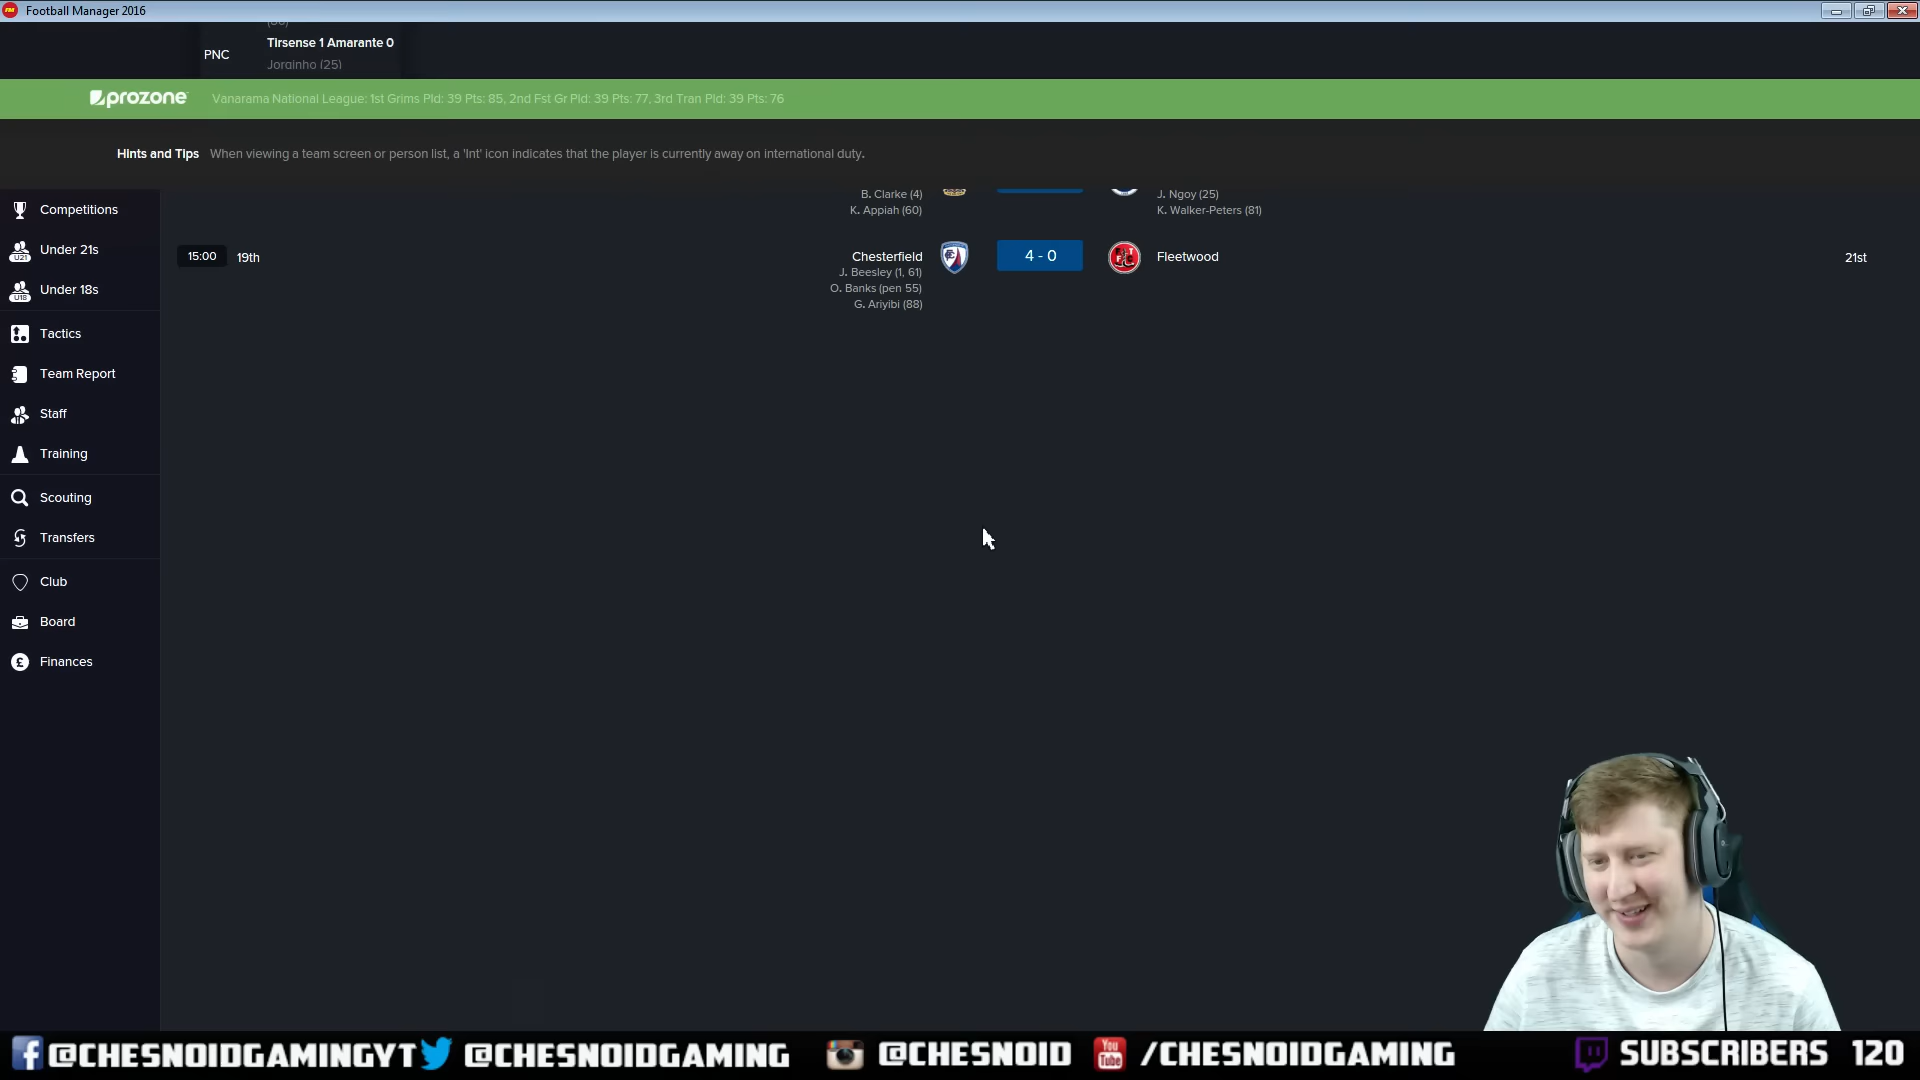 Football Manager 2016
Tirsense 1 Amarante 0
PNC
Jorginho (25)
prozone
Vanarama National League: 1st Grims Pld: 39 Pts: 85, 2nd Fst Gr Pld: 39 Pts: 77, 3rd Tran Pld: 39 Pts: 76
Hints and Tips When viewing a team screen or person list, a 'Int' icon indicates that the player is currently away on international duty.
B. Clarke (4)
J. Ngoy (25)
K. Appiah (60)
K. Walker-Peters (81)
15:00 19th Chesterfield 4 - 0 Fleetwood 21st
J. Beesley (1, 61)
O. Banks (pen 55)
G. Ariyibi (88)
Competitions
Under 21s
Under 18s
Tactics
Team Report
Staff
Training
Scouting
Transfers
Club
Board
Finances
@CHESNOIDGAMINGYT @CHESNOIDGAMING @CHESNOID You Tube /CHESNOIDGAMING SUBSCRIBERS 120